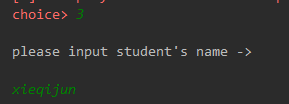 choice> 3
please input student's name ->
xieqijun